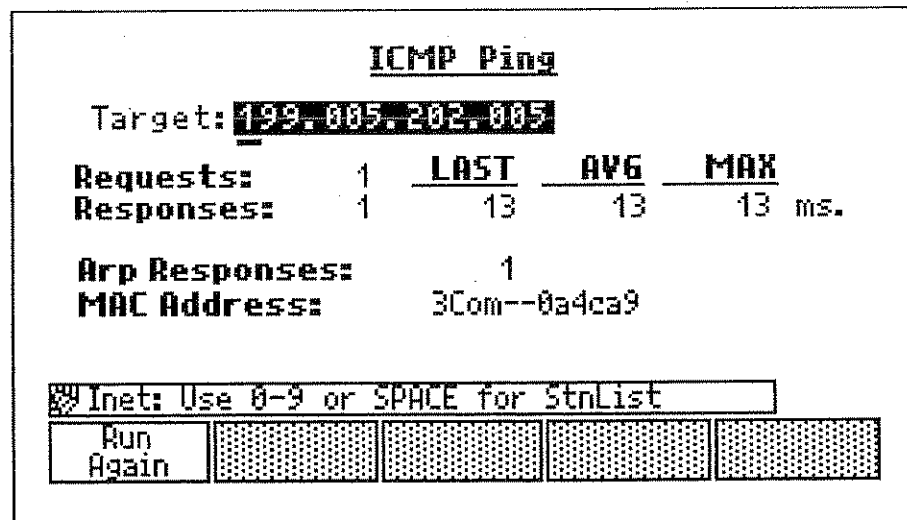 ICMP Ping
Target: 199.005.202.005
Requests: 1 LAST AVG MAX
Responses: 1 13 13 13 ms.
Arp Responses: 1
MAC Address: 3Com--0a4ca9
Inet: Use 0-9 or SPACE for StnList
Run
Again